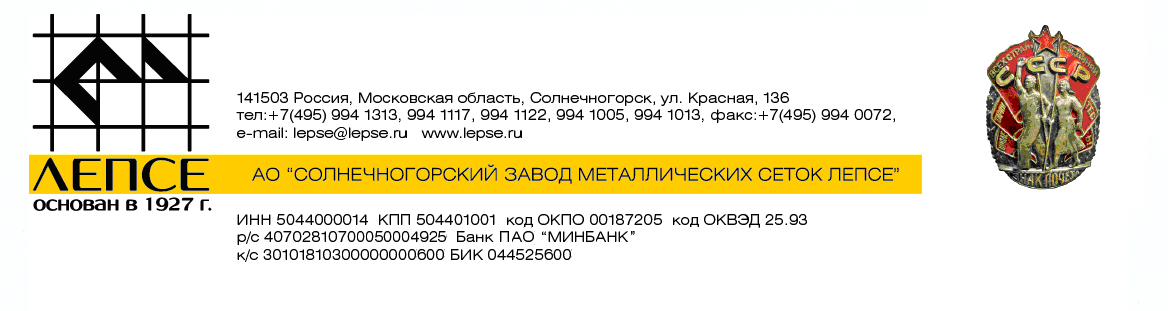 141503 Россия, Московская область, Солнечногорск, ул. Красная, 136
тел:+7(495) 994 1313, 994 1117, 994 1122, 994 1005, 994 1013, факс:+7(495) 994 0072,
e-mail: lepse@lepse.ru www.lepse.ru
ЛЕПСЕ
АО “СОЛНЕЧНОГОРСКИЙ ЗАВОД МЕТАЛЛИЧЕСКИХ СЕТОК ЛЕПСЕ”
основан в 1927 г.
ИНН 5044000014 КПП 504401001 код ОКПО 00187205 код ОКВЭД 25.93
р/с 40702810700050004925 Банк ПАО “МИНБАНК”
к/с 30101810300000000600 БИК 044525600
СССР